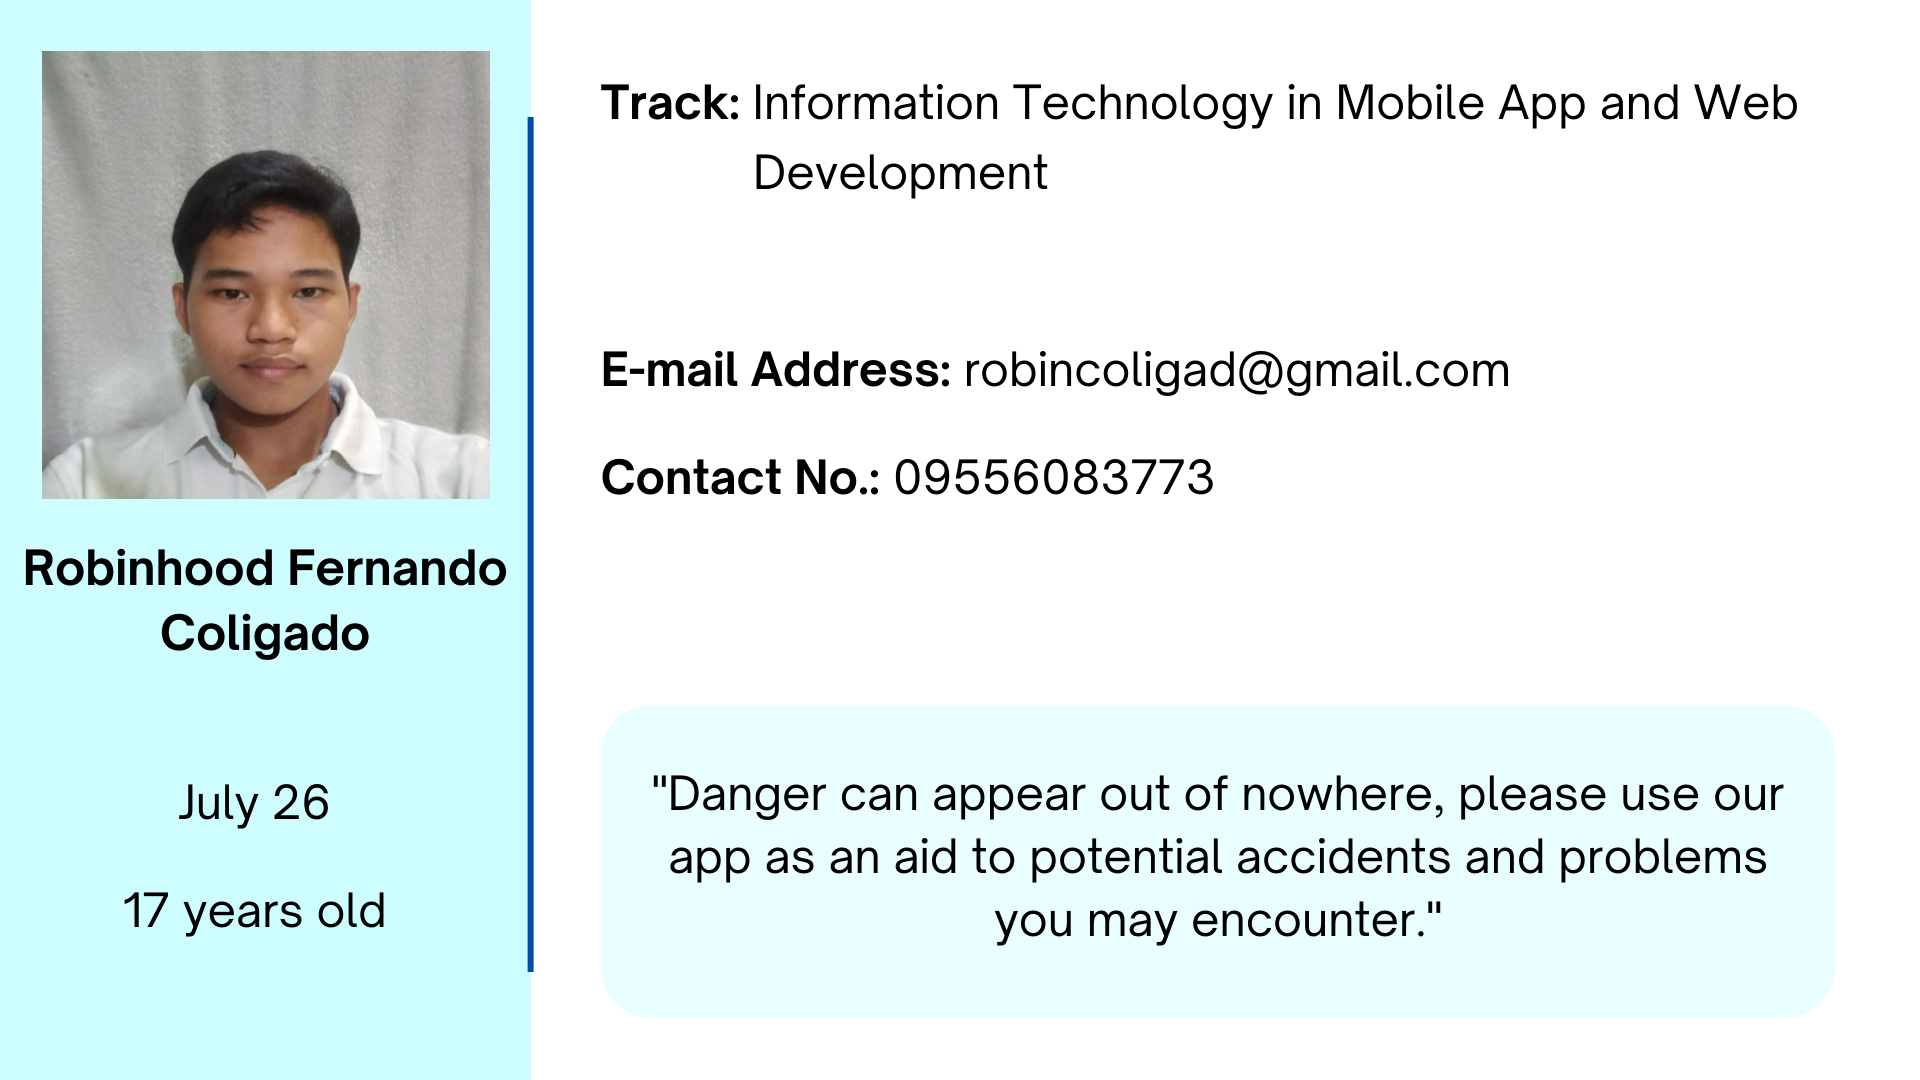 Robinhood Fernando
Coligado
July 26
17 years old
Track: Information Technology in Mobile App and Web
Development
E-mail Address: robincoligad@gmail.com
Contact No.: 09556083773
"Danger can appear out of nowhere, please use our
app as an aid to potential accidents and problems
you may encounter."